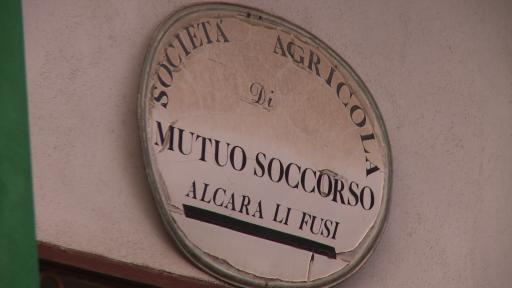 SOCIETÀ AGRICOLA
Di
MUTUO SOCCORSO
ALCARA LI FUSI